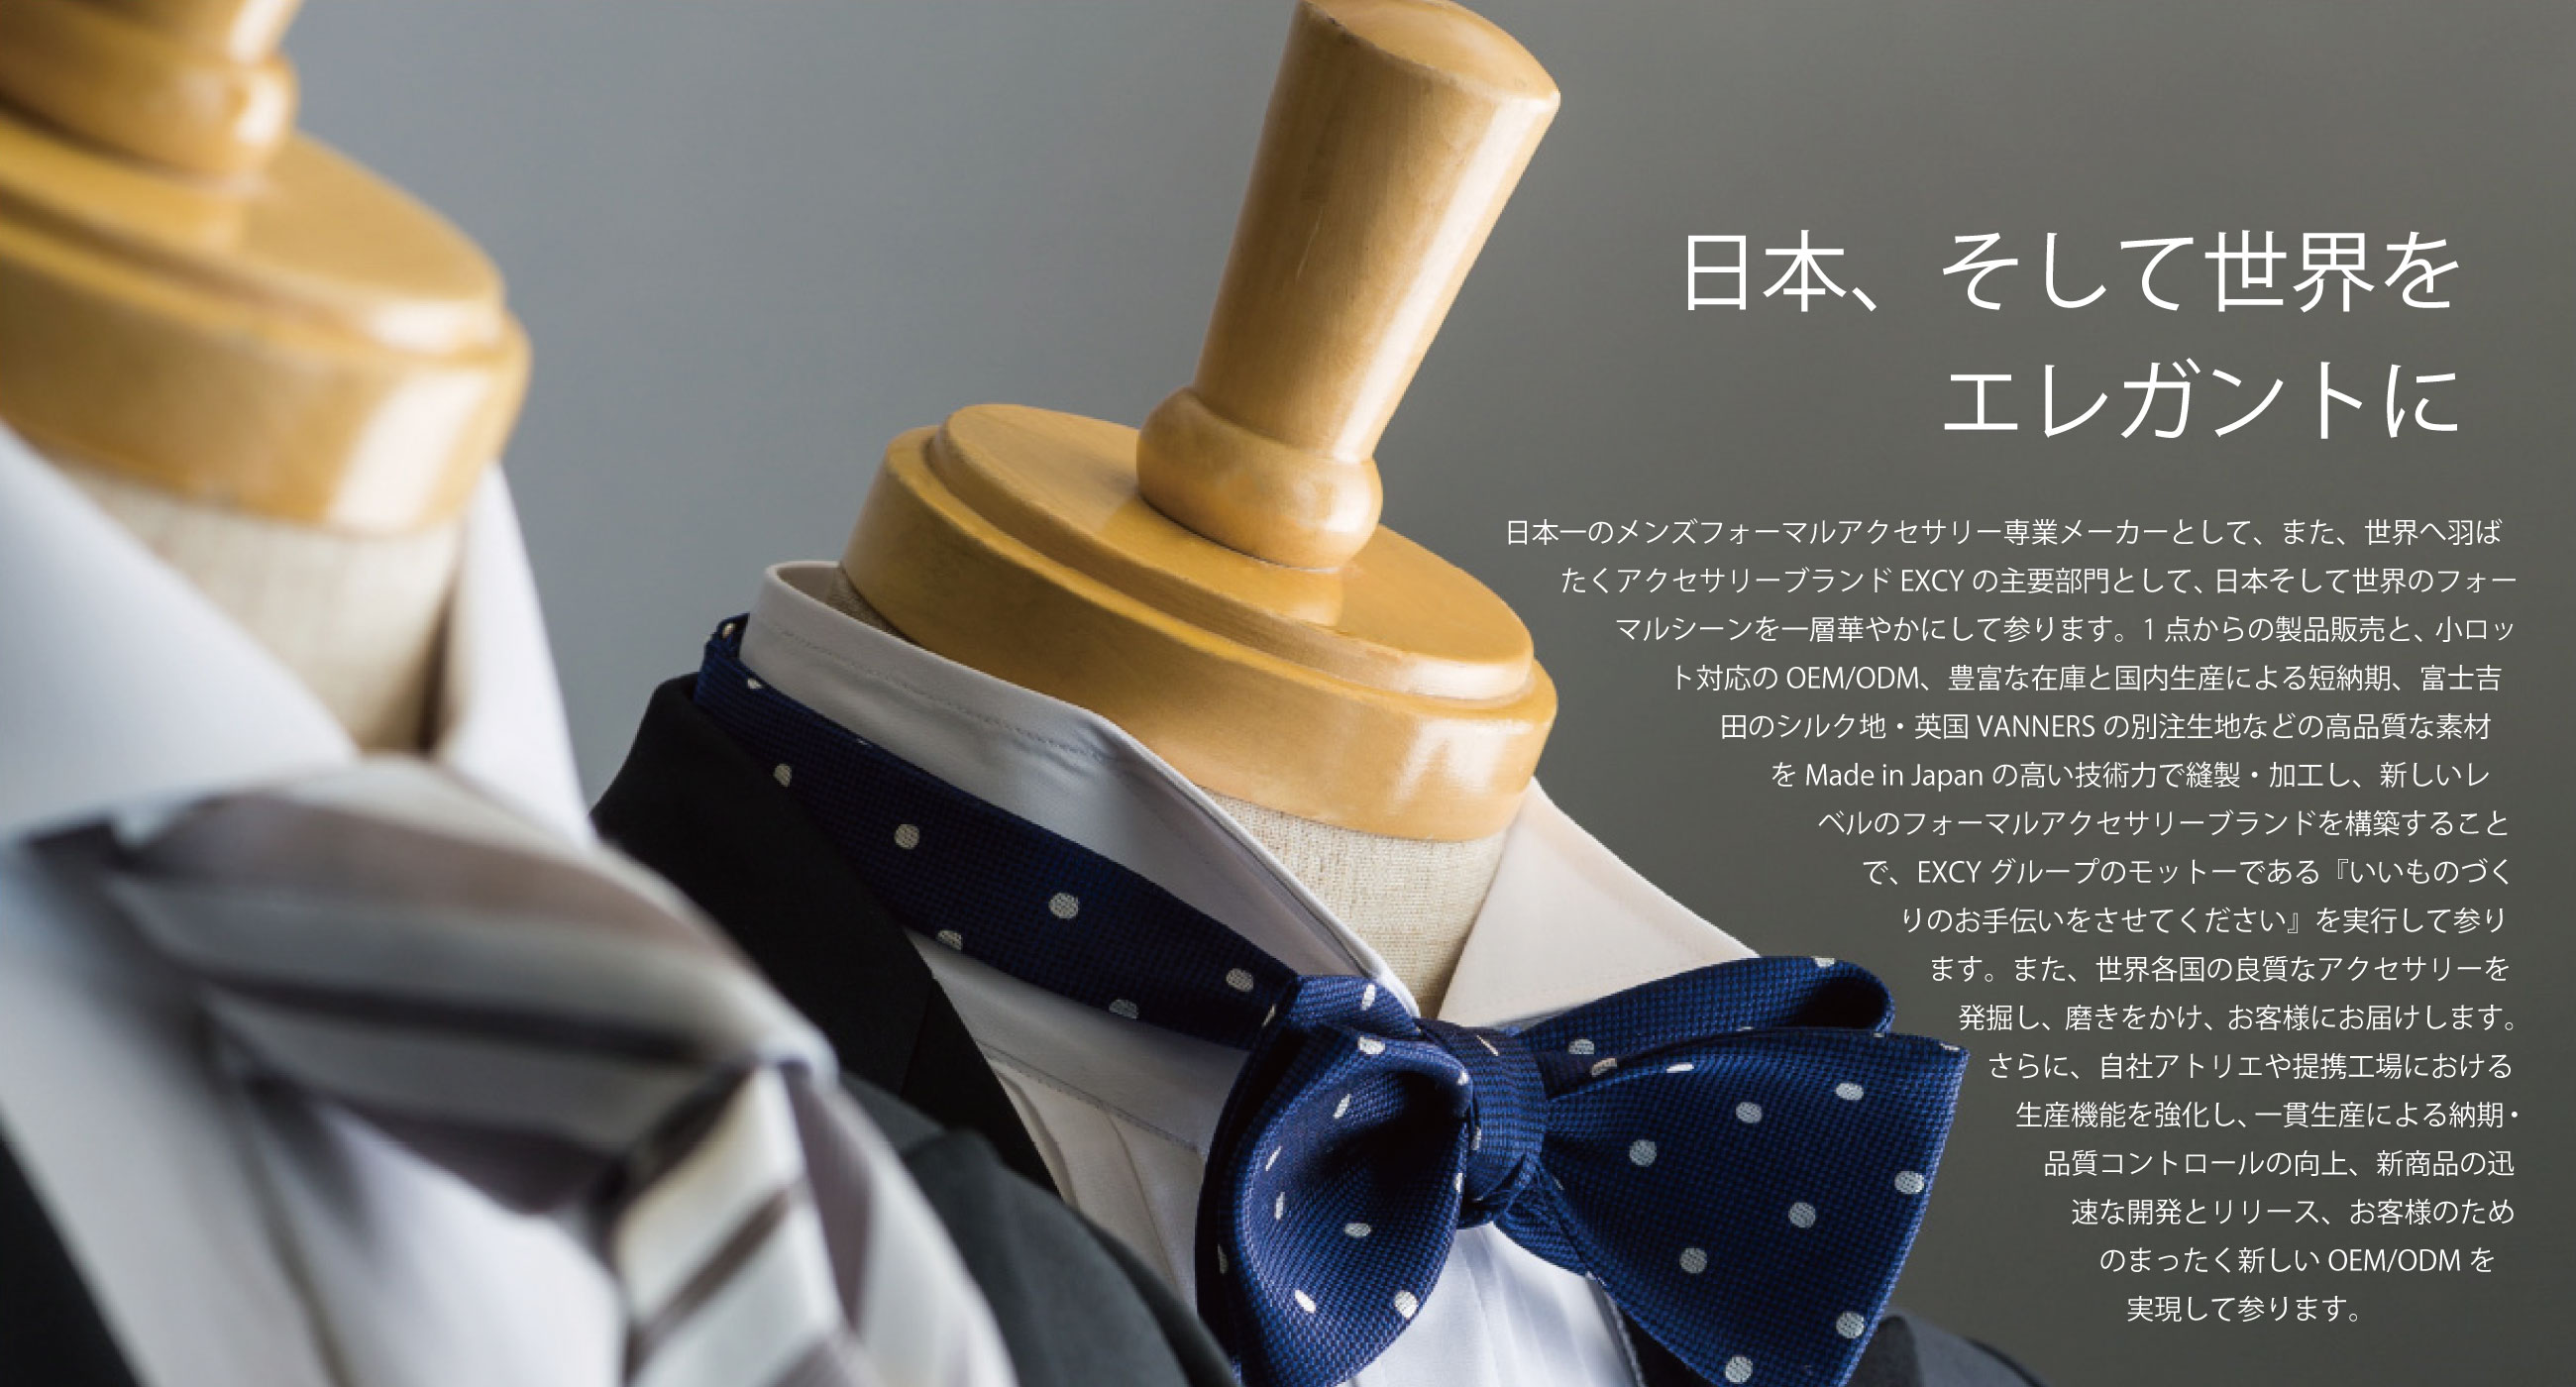 日本、そして世界を
エレガントに
日本一のメンズフォーマルアクセサリー専業メーカーとして、また、世界へ羽ば
たくアクセサリーブランド EXCY の主要部門として、日本そして世界のフォー
マルシーンを一層華やかにして参ります。1 点からの製品販売と、小ロッ
ト対応の OEM/ODM、豊富な在庫と国内生産による短納期、富士吉
田のシルク地・英国 VANNERS の別注生地などの高品質な素材
を Made in Japan の高い技術力で縫製・加工し、新しいレ
ベルのフォーマルアクセサリーブランドを構築すること
で、EXCY グループのモットーである『いいものづく
りのお手伝いをさせてください』を実行して参り
ます。また、世界各国の良質なアクセサリーを
発掘し、磨きをかけ、お客様にお届けします。
さらに、自社アトリエや提携工場における
生産機能を強化し、一貫生産による納期・
品質コントロールの向上、新商品の迅
速な開発とリリース、お客様のため
のまったく新しい OEM/ODM を
実現して参ります。